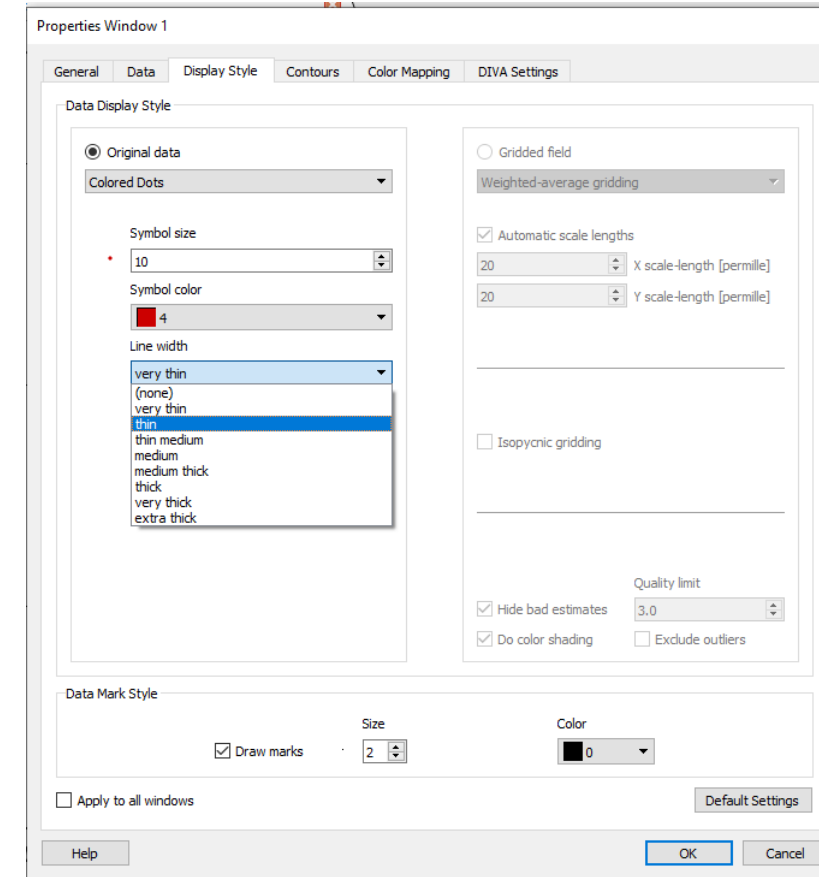 Properties Window 1
General Data Display Style Contours Color Mapping DIVA Settings
Data Display Style
Original data
Colored Dots
Symbol size
10
Symbol color
4
Line width
very thin
(none)
very thin
thin
thin medium
medium
medium thick
thick
very thick
extra thick
Gridded field
Weighted-average gridding
Automatic scale lengths
20 X scale-length [permille]
20 Y scale-length [permille]
Isopycnic gridding
Quality limit
Hide bad estimates 3.0
Do color shading Exclude outliers
Data Mark Style
Size Color
Draw marks 2 0
Apply to all windows Default Settings
Help OK Cancel